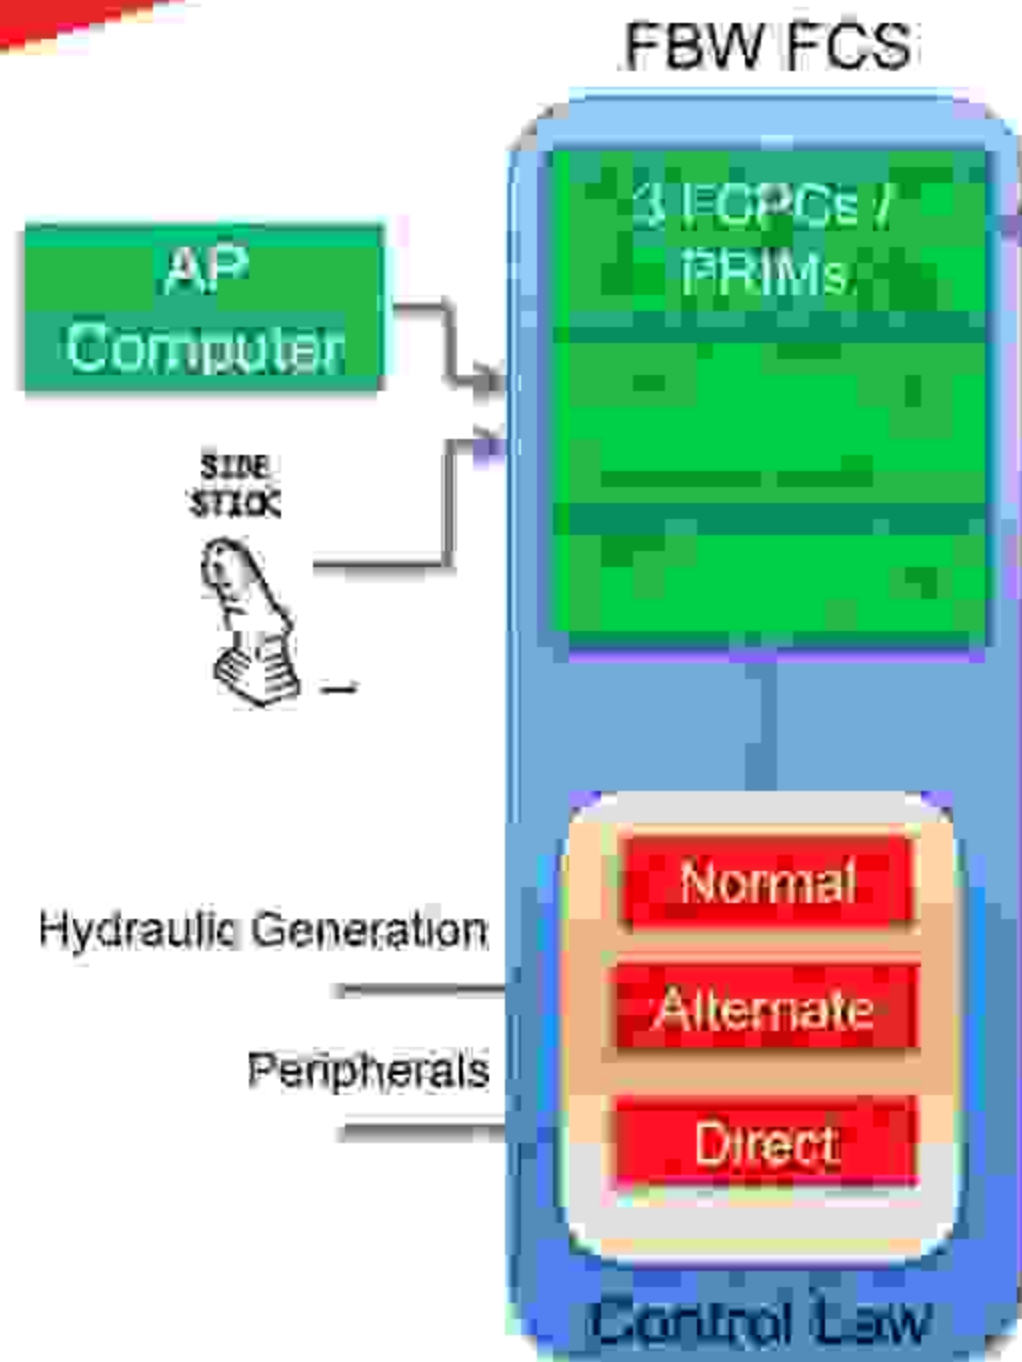 FBW FCS
3 FCPCs /
PRIMs
AP
Computer
SIDE
STICK
Normal
Hydraulic Generation
Alternate
Peripherals
Direct
Control Law